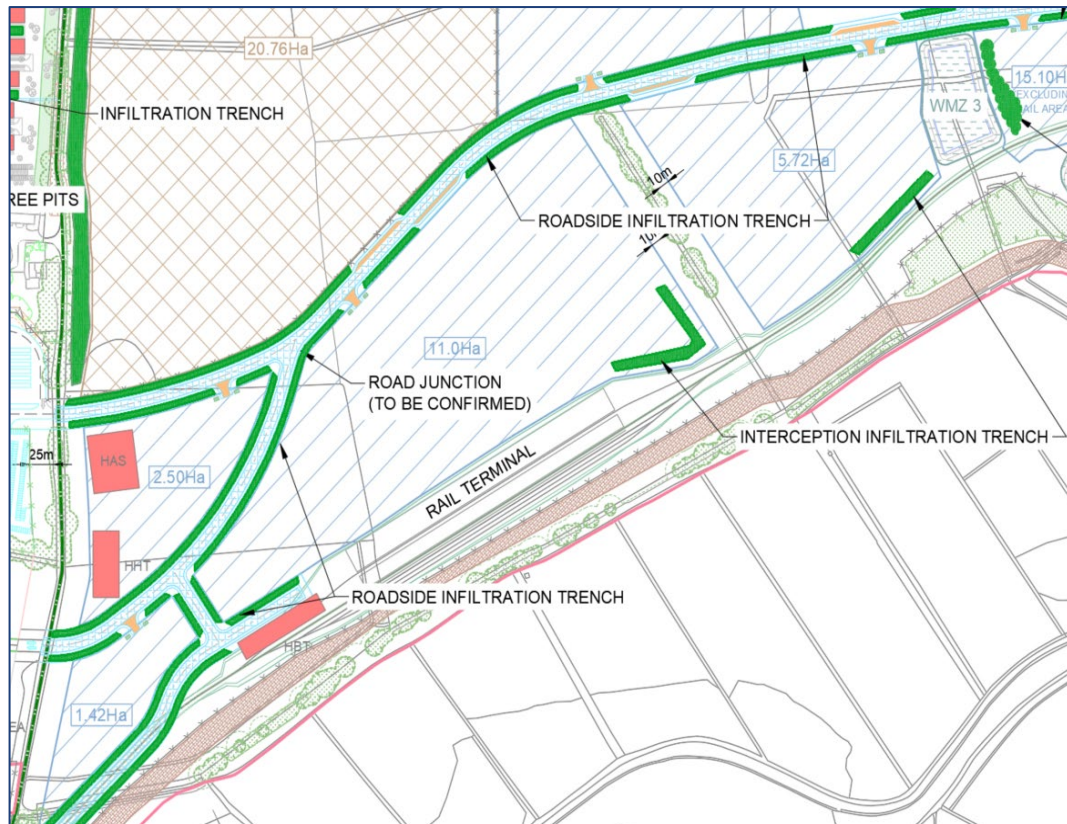 20.76Ha
INFILTRATION TRENCH
WMZ 3
15.10H
EXCLUDIN
AIL AREA
5.72Ha
10m
REE PITS
ROADSIDE INFILTRATION TRENCH
11.0Ha
ROAD JUNCTION
(TO BE CONFIRMED)
INTERCEPTION INFILTRATION TRENCH
25m
HAS
2.50Ha
RAIL TERMINAL
HHT
ROADSIDE INFILTRATION TRENCH
HBT
1.42Ha
EA